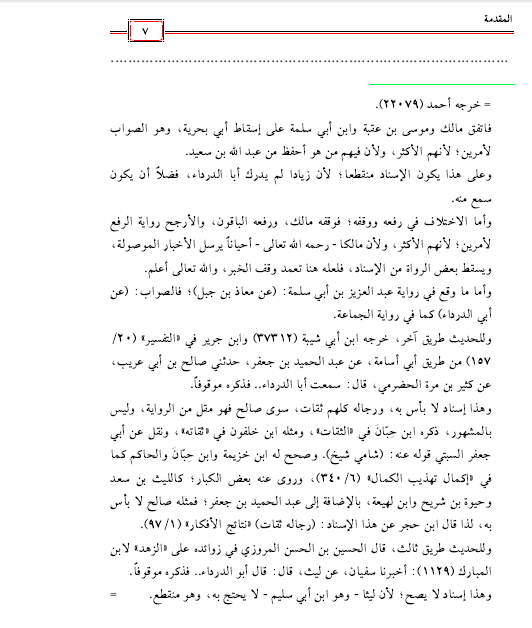 المقدمة
٧
= خرجه أحمد (٢٢٠٧٩).
فاتفق مالك وموسى بن عقبة وابن أبي سلمة على إسقاط أبي بحرية، وهو الصواب
لأمرين؛ لأنهم الأكثر، ولأن فيهم من هو أحفظ من عبد الله بن سعيد.
وعلى هذا يكون الإسناد منقطعا؛ لأن زيادا لم يدرك أبا الدرداء، فضلاً أن يكون
سمع منه.
وأما الاختلاف في رفعه ووقفه؛ فوقفه مالك، ورفعه الباقون، والأرجح رواية الرفع
لأمرين؛ لأنهم الأكثر، ولأن مالكا - رحمه الله تعالى - أحياناً يرسل الأخبار الموصولة،
ويسقط بعض الرواة من الإسناد، فلعله هنا تعمد وقف الخبر، والله تعالى أعلم.
وأما ما وقع في رواية عبد العزيز بن أبي سلمة: (عن معاذ بن جبل)؛ فالصواب: (عن
أبي الدرداء) كما في رواية الجماعة.
وللحديث طريق آخر، خرجه ابن أبي شيبة (٣٧٣١٢) وابن جرير في «التفسير» (٢٠/
١٥٧) من طريق أبي أسامة، عن عبد الحميد بن جعفر، حدثني صالح بن أبي عريب،
عن كثير بن مرة الحضرمي، قال: سمعت أبا الدرداء.. فذكره موقوفاً.
وهذا إسناد لا بأس به، ورجاله كلهم ثقات، سوى صالح فهو مقل من الرواية، وليس
بالمشهور، ذكره ابن حِبّانَ في «الثقات»، ومثله ابن خلفون في «ثقاته»، ونقل عن أبي
جعفر السبتي قوله عنه: (شامي شيخ). وصحح له ابن خزيمة وابن حِبّانَ والحاكم كما
في «إكمال تهذيب الكمال» (٣٤٠/٦)، وروى عنه بعض الكبار؛ كالليث بن سعد
وحيوة بن شريح وابن لهيعة، بالإضافة إلى عبد الحميد بن جعفر؛ فمثله صالح لا بأس
به، لذا قال ابن حجر عن هذا الإسناد: (رجاله ثقات) «نتائج الأفكار» (٩٧/١).
وللحديث طريق ثالث، قال الحسين بن الحسن المروزي في زوائده على «الزهد» لابن
المبارك (١١٢٩): أخبرنا سفيان، عن ليث، قال: قال أبو الدرداء.. فذكره موقوفاً.
وهذا إسناد لا يصح؛ لأن ليثا - وهو ابن أبي سليم - لا يحتج به، وهو منقطع. =